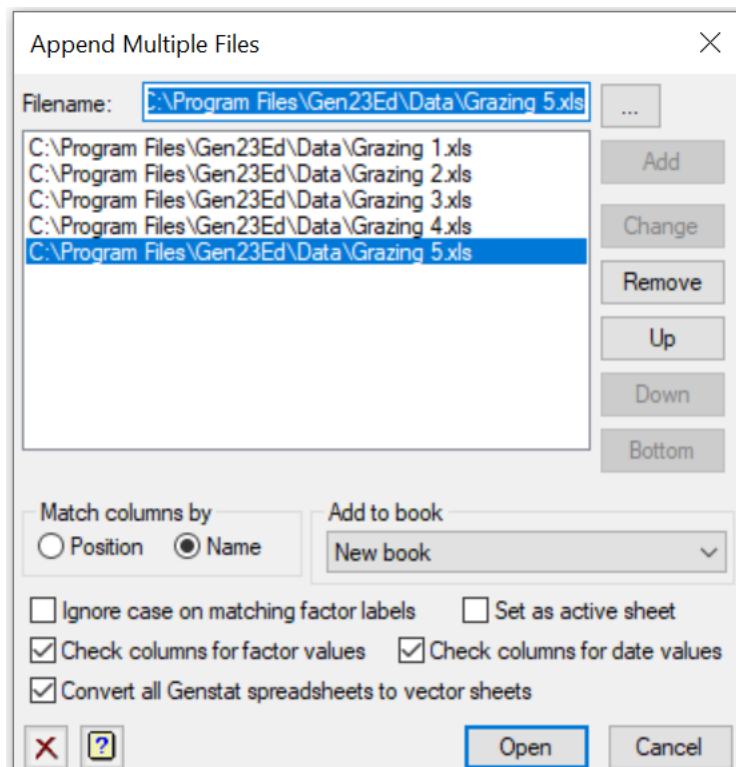 Append Multiple Files
Filename: C:\Program Files\Gen23Ed\Data\Grazing 5.xls ...
C:\Program Files\Gen23Ed\Data\Grazing 1.xls
C:\Program Files\Gen23Ed\Data\Grazing 2.xls
C:\Program Files\Gen23Ed\Data\Grazing 3.xls
C:\Program Files\Gen23Ed\Data\Grazing 4.xls
C:\Program Files\Gen23Ed\Data\Grazing 5.xls
Add
Change
Remove
Up
Down
Bottom
Match columns by
Position Name
Add to book
New book
Ignore case on matching factor labels Set as active sheet
Check columns for factor values Check columns for date values
Convert all Genstat spreadsheets to vector sheets
? Open Cancel